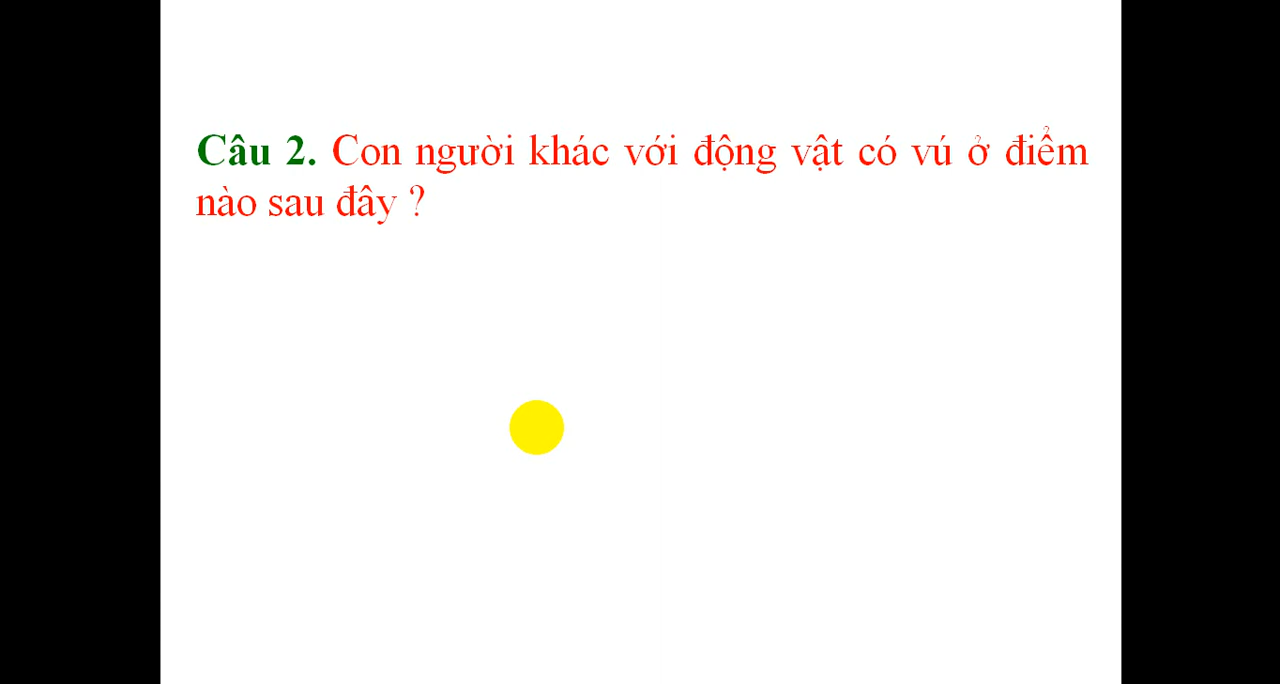 Câu 2. Con người khác với động vật có vú ở điểm
nào sau đây ?